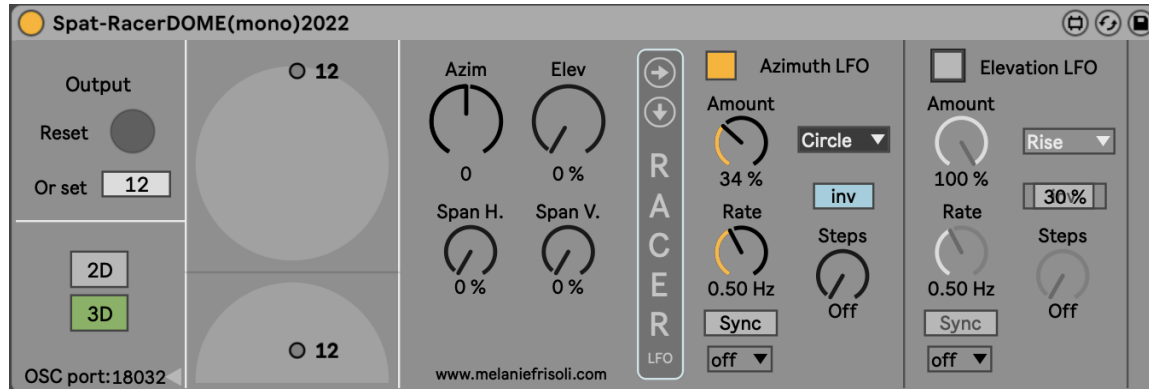 Spat-RacerDOME(mono)2022
Output
Reset
Or set 12
2D
3D
OSC port:18032
12
12
Azim Elev
0 0 %
Span H. Span V.
0 % 0 %
www.melaniefrisoli.com
RACER
LFO
Azimuth LFO
Amount
34 %
Circle
inv
Rate
0.50 Hz
Steps
Off
Sync
off
Elevation LFO
Amount
100 %
Rise
30 %
Rate
0.50 Hz
Steps
Off
Sync
off